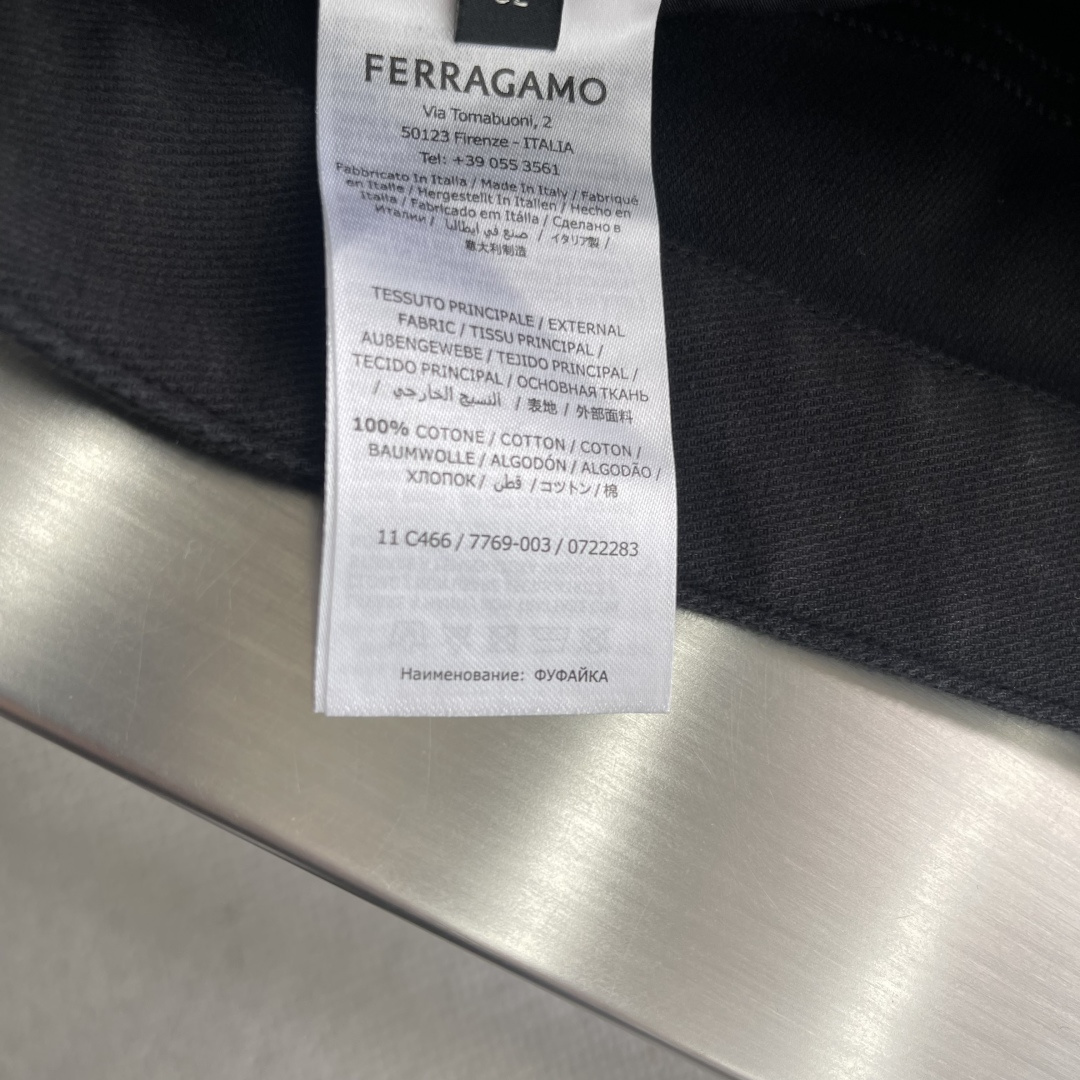 FERRAGAMO
Via Tomabuoni, 2
50123 Firenze - ITALIA
Tel: +39 055 3561
Fabbricato In Italia / Made In Italy / Fabriqué
en Italie / Hergestellt In Italien / Hecho en
Italia / Fabricado em Itália / Сделано в
Италии / صنع في ايطاليا / イタリア製 /
意大利制造
TESSUTO PRINCIPALE / EXTERNAL
FABRIC / TISSU PRINCIPAL /
AUßENGEWEBE / TEJIDO PRINCIPAL /
TECIDO PRINCIPAL / ОСНОВНАЯ ТКАНЬ
/ النسيج الخارجي / 表地 / 外部面料
100% COTONE / COTTON / COTON /
BAUMWOLLE / ALGODÓN / ALGODÃO /
ХЛОПОК / قطن / コットン / 棉
11 C466 / 7769-003 / 0722283
Наименование: ФУФАЙКА